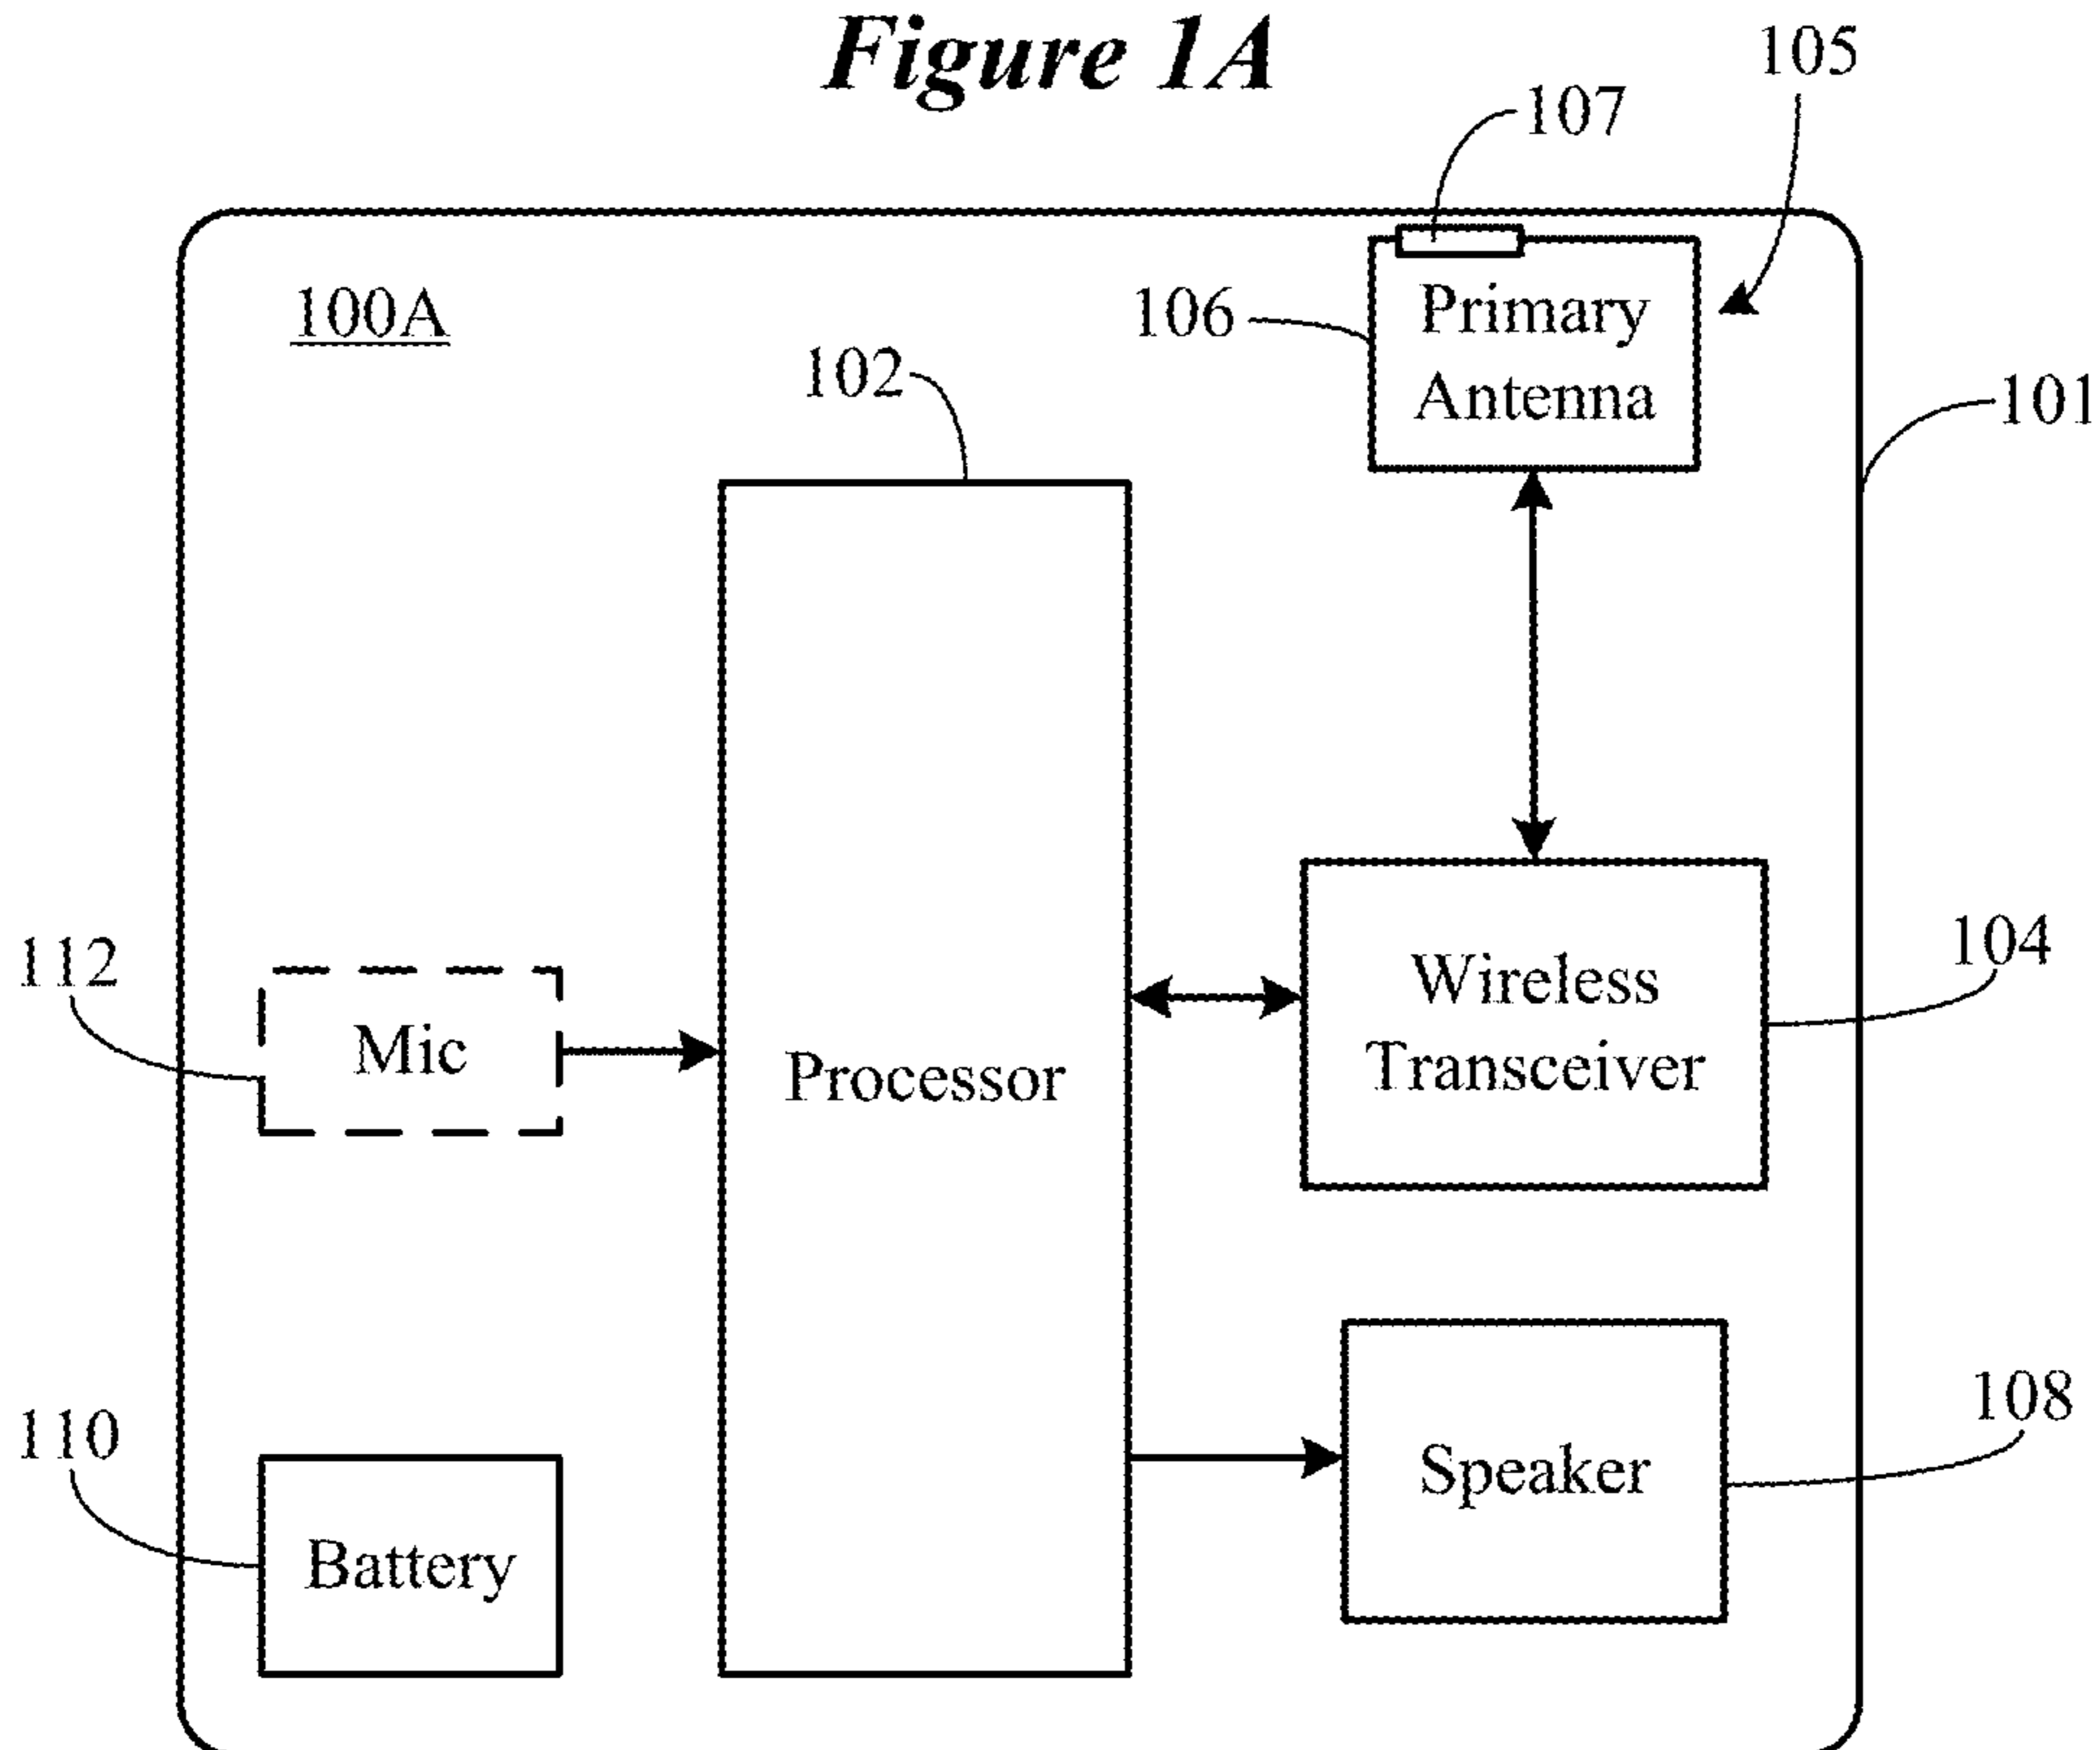 Figure 1A
105
107
100A
106
Primary
Antenna
102
101
112
Mic
Processor
Wireless
Transceiver
104
110
Battery
Speaker
108